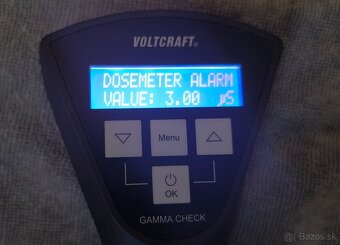 VOLTCRAFT®
DOSEMETER ALARM
VALUE: 3.00 µS
Menu
OK
GAMMA CHECK
Bazos.sk